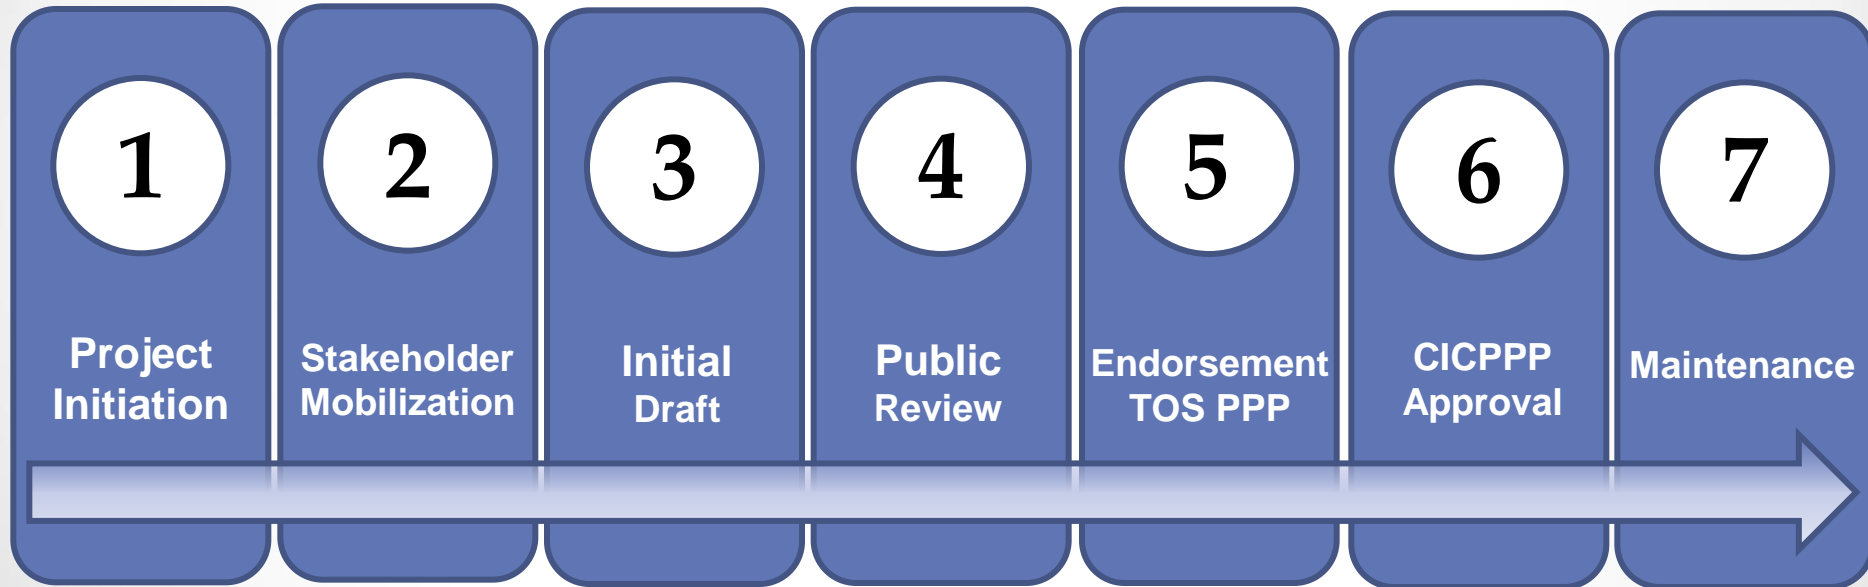 1
Project
Initiation
2
Stakeholder
Mobilization
3
Initial
Draft
4
Public
Review
5
Endorsement
TOS PPP
6
CICPPP
Approval
7
Maintenance